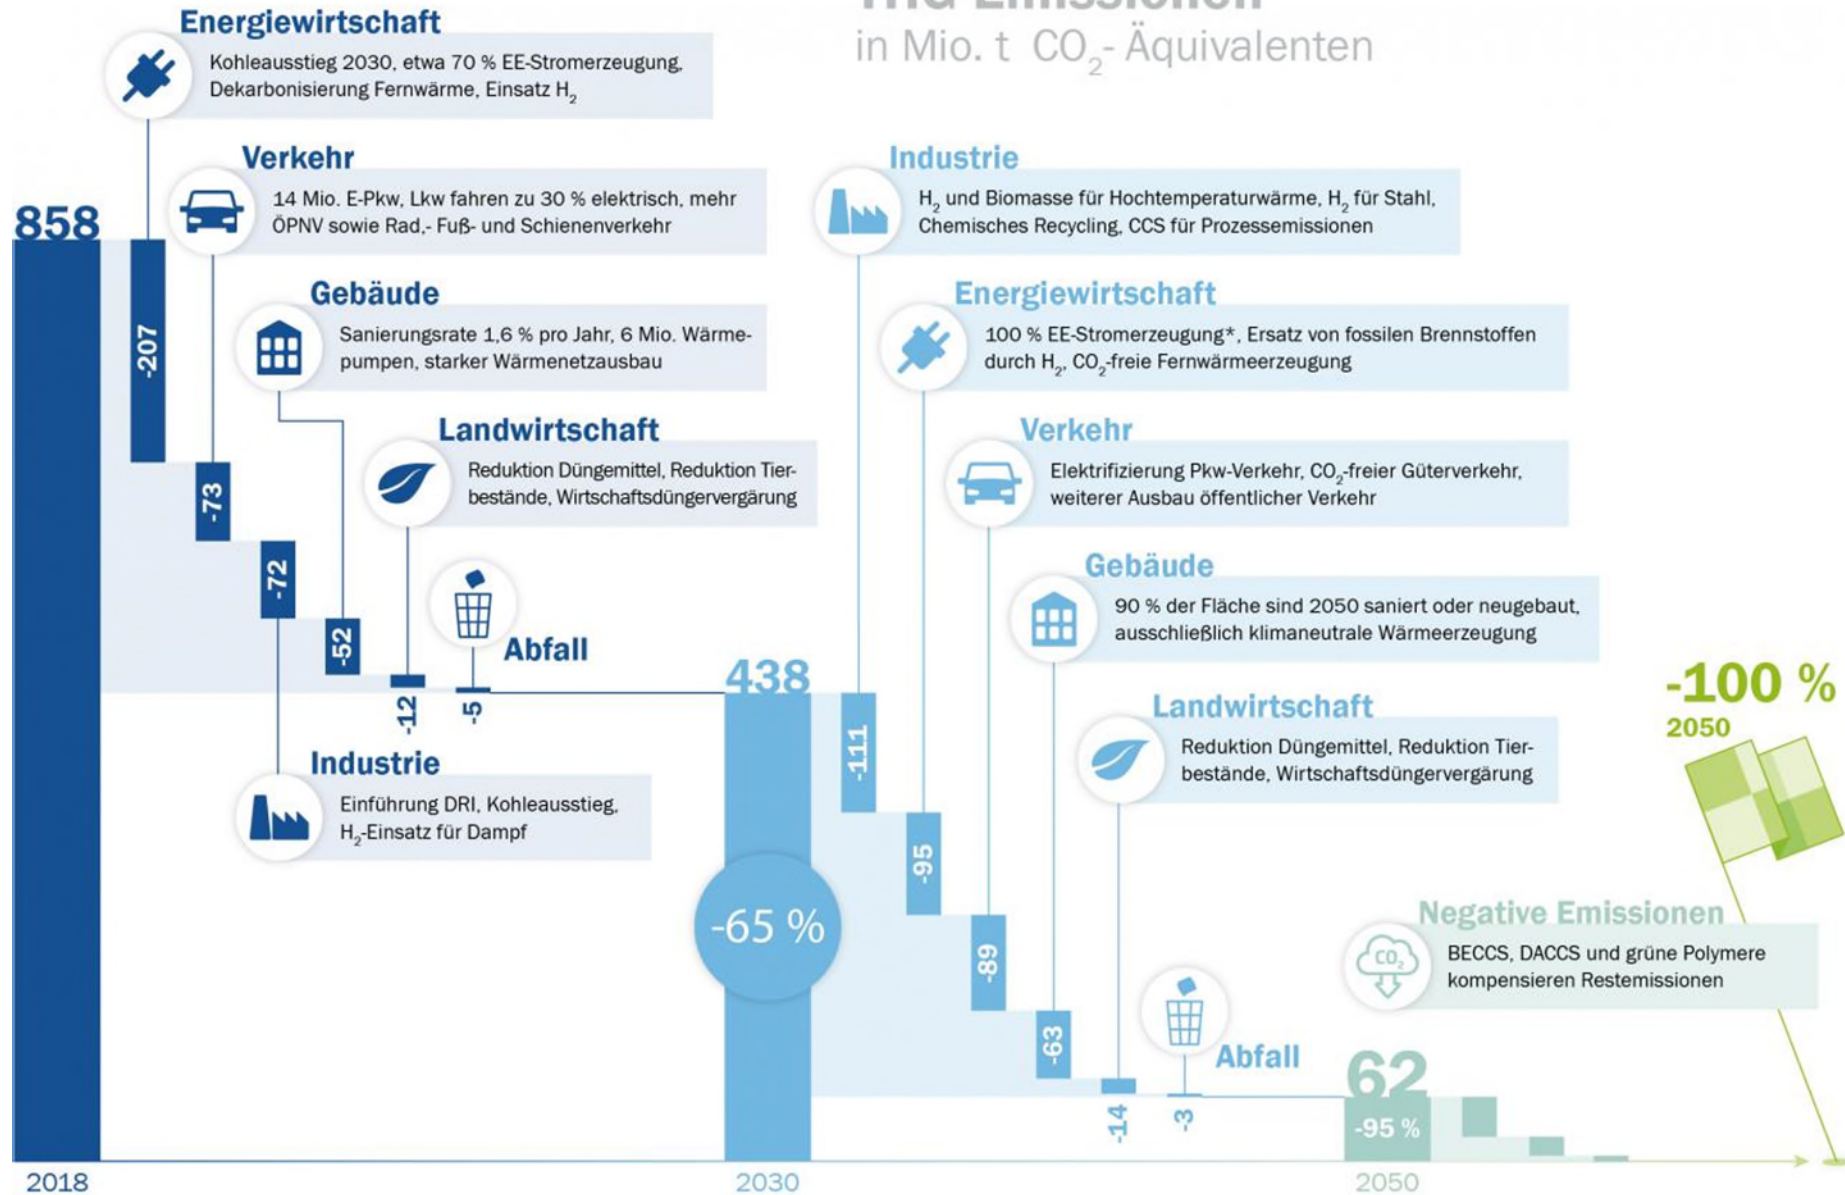 THG-Emissionen
in Mio. t CO₂- Äquivalenten
Energiewirtschaft
Kohleausstieg 2030, etwa 70 % EE-Stromerzeugung,
Dekarbonisierung Fernwärme, Einsatz H₂
Verkehr
14 Mio. E-Pkw, Lkw fahren zu 30 % elektrisch, mehr
ÖPNV sowie Rad,- Fuß- und Schienenverkehr
Gebäude
Sanierungsrate 1,6 % pro Jahr, 6 Mio. Wärme-
pumpen, starker Wärmenetzausbau
Landwirtschaft
Reduktion Düngemittel, Reduktion Tier-
bestände, Wirtschaftsdüngervergärung
Abfall
Industrie
Einführung DRI, Kohleausstieg,
H₂-Einsatz für Dampf
858
-207
-73
-72
-52
-12
-5
2018
Industrie
H₂ und Biomasse für Hochtemperaturwärme, H₂ für Stahl,
Chemisches Recycling, CCS für Prozessemissionen
Energiewirtschaft
100 % EE-Stromerzeugung*, Ersatz von fossilen Brennstoffen
durch H₂, CO₂-freie Fernwärmeerzeugung
Verkehr
Elektrifizierung Pkw-Verkehr, CO₂-freier Güterverkehr,
weiterer Ausbau öffentlicher Verkehr
Gebäude
90 % der Fläche sind 2050 saniert oder neugebaut,
ausschließlich klimaneutrale Wärmeerzeugung
Landwirtschaft
Reduktion Düngemittel, Reduktion Tier-
bestände, Wirtschaftsdüngervergärung
Abfall
438
-65 %
-111
-95
-89
-63
-14
-3
2030
-100 %
2050
Negative Emissionen
CO₂
BECCS, DACCS und grüne Polymere
kompensieren Restemissionen
62
-95 %
2050